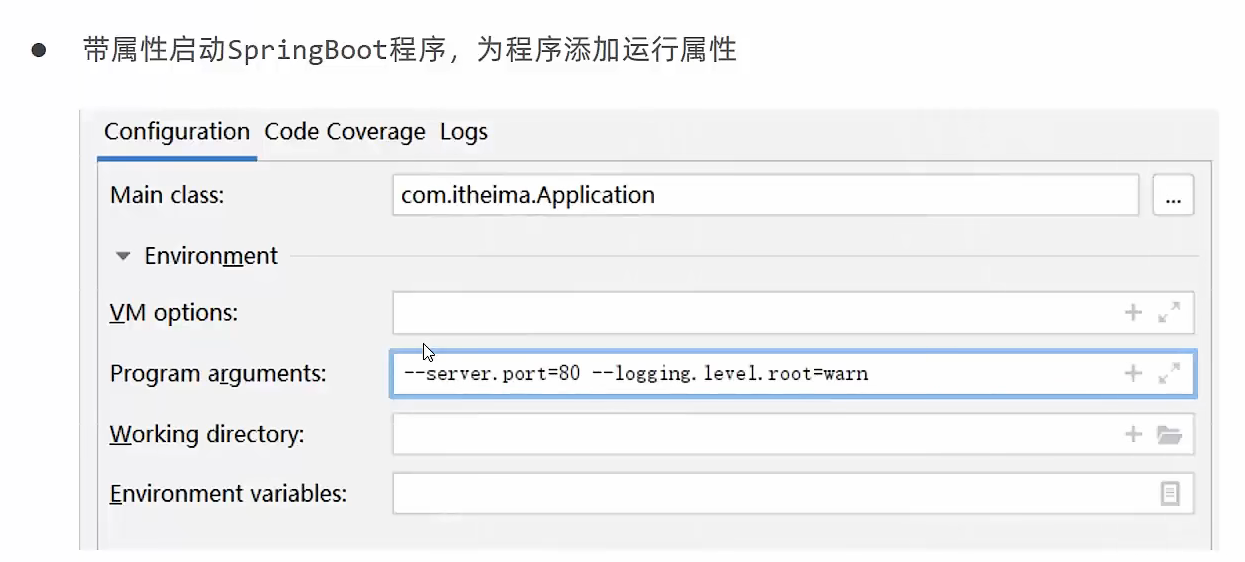 ● 带属性启动SpringBoot程序，为程序添加运行属性
Configuration Code Coverage Logs
Main class: com.itheima.Application ...
Environment
VM options:
Program arguments: --server.port=80 --logging.level.root=warn
Working directory:
Environment variables: